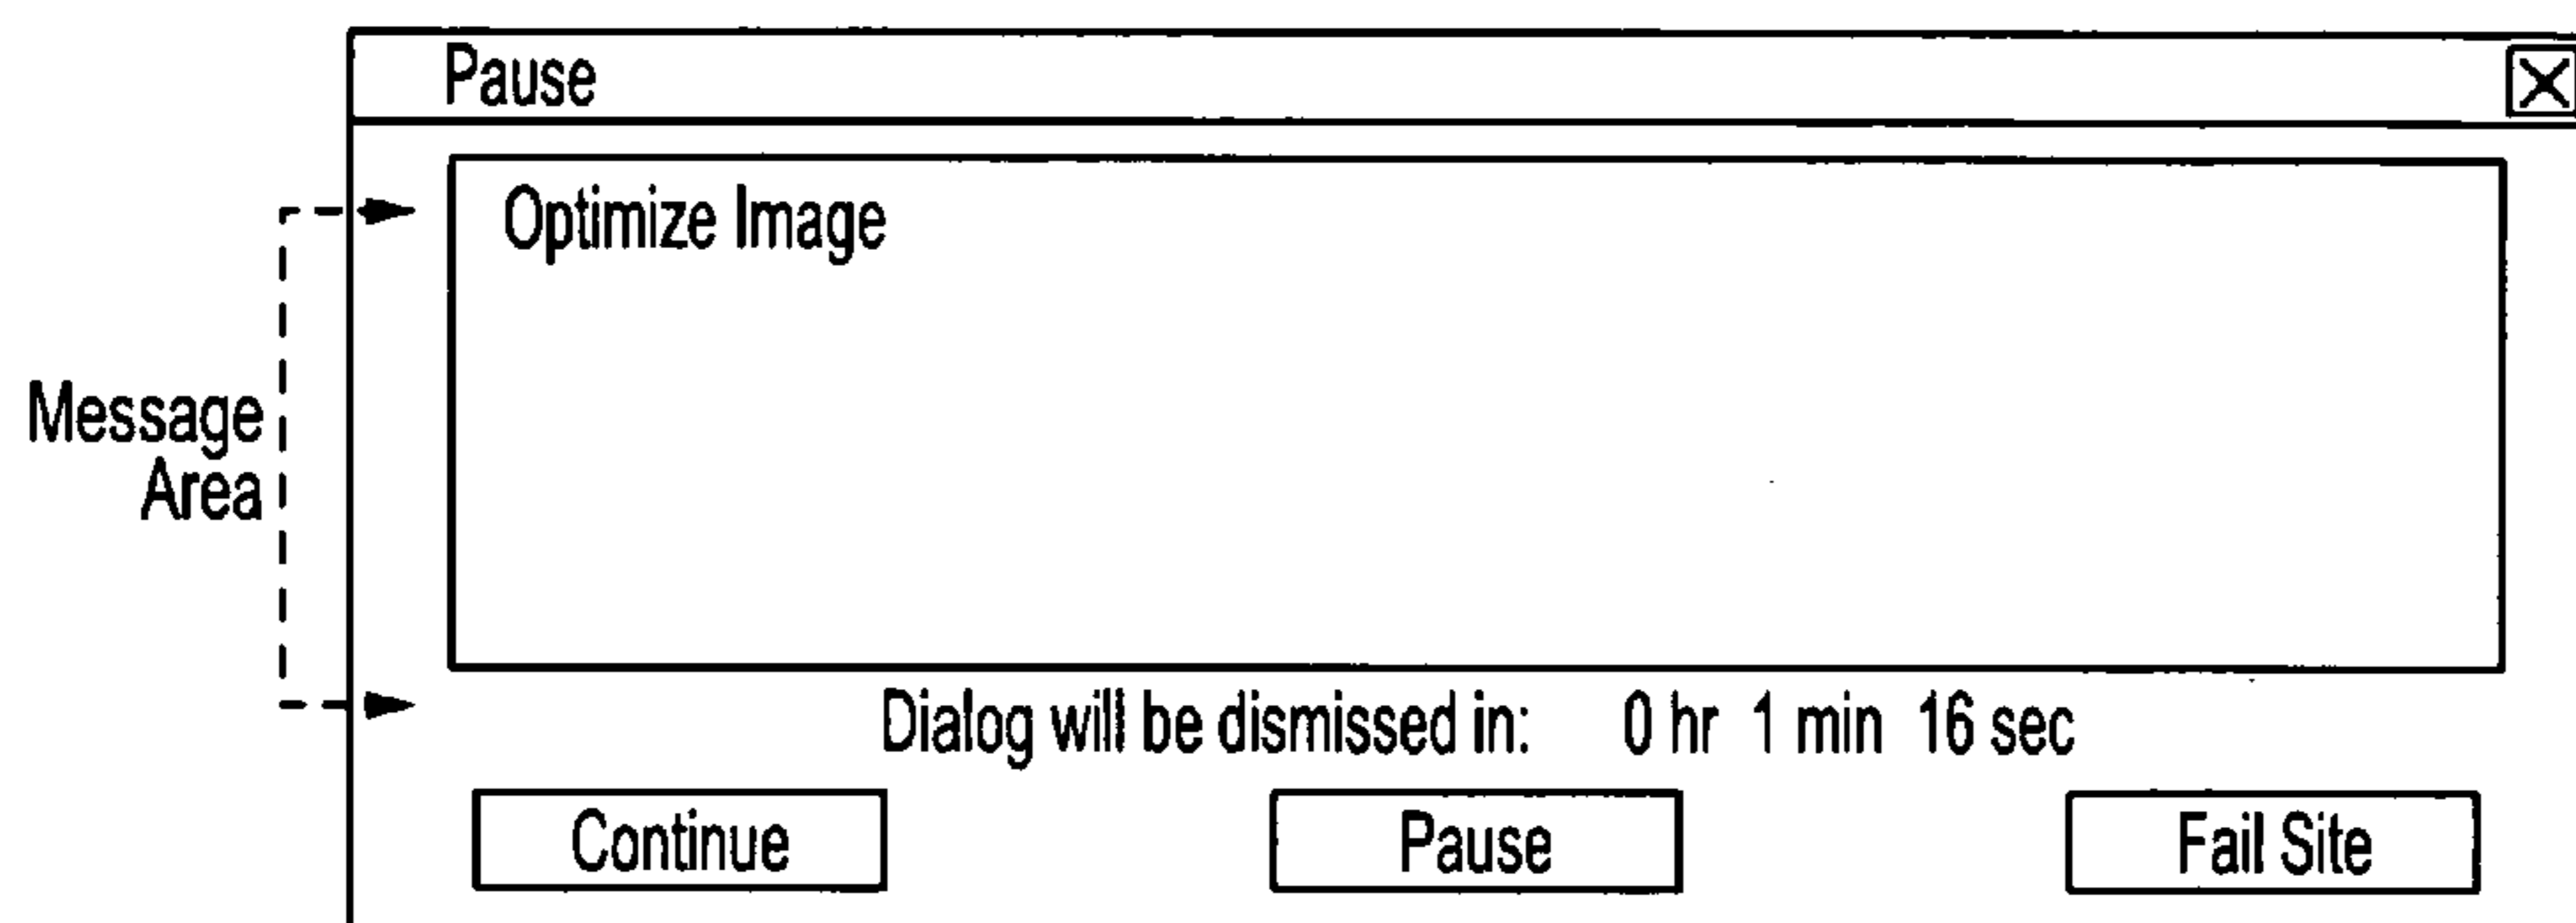 Pause
Optimize Image
Message
Area
Dialog will be dismissed in: 0 hr 1 min 16 sec
Continue Pause Fail Site